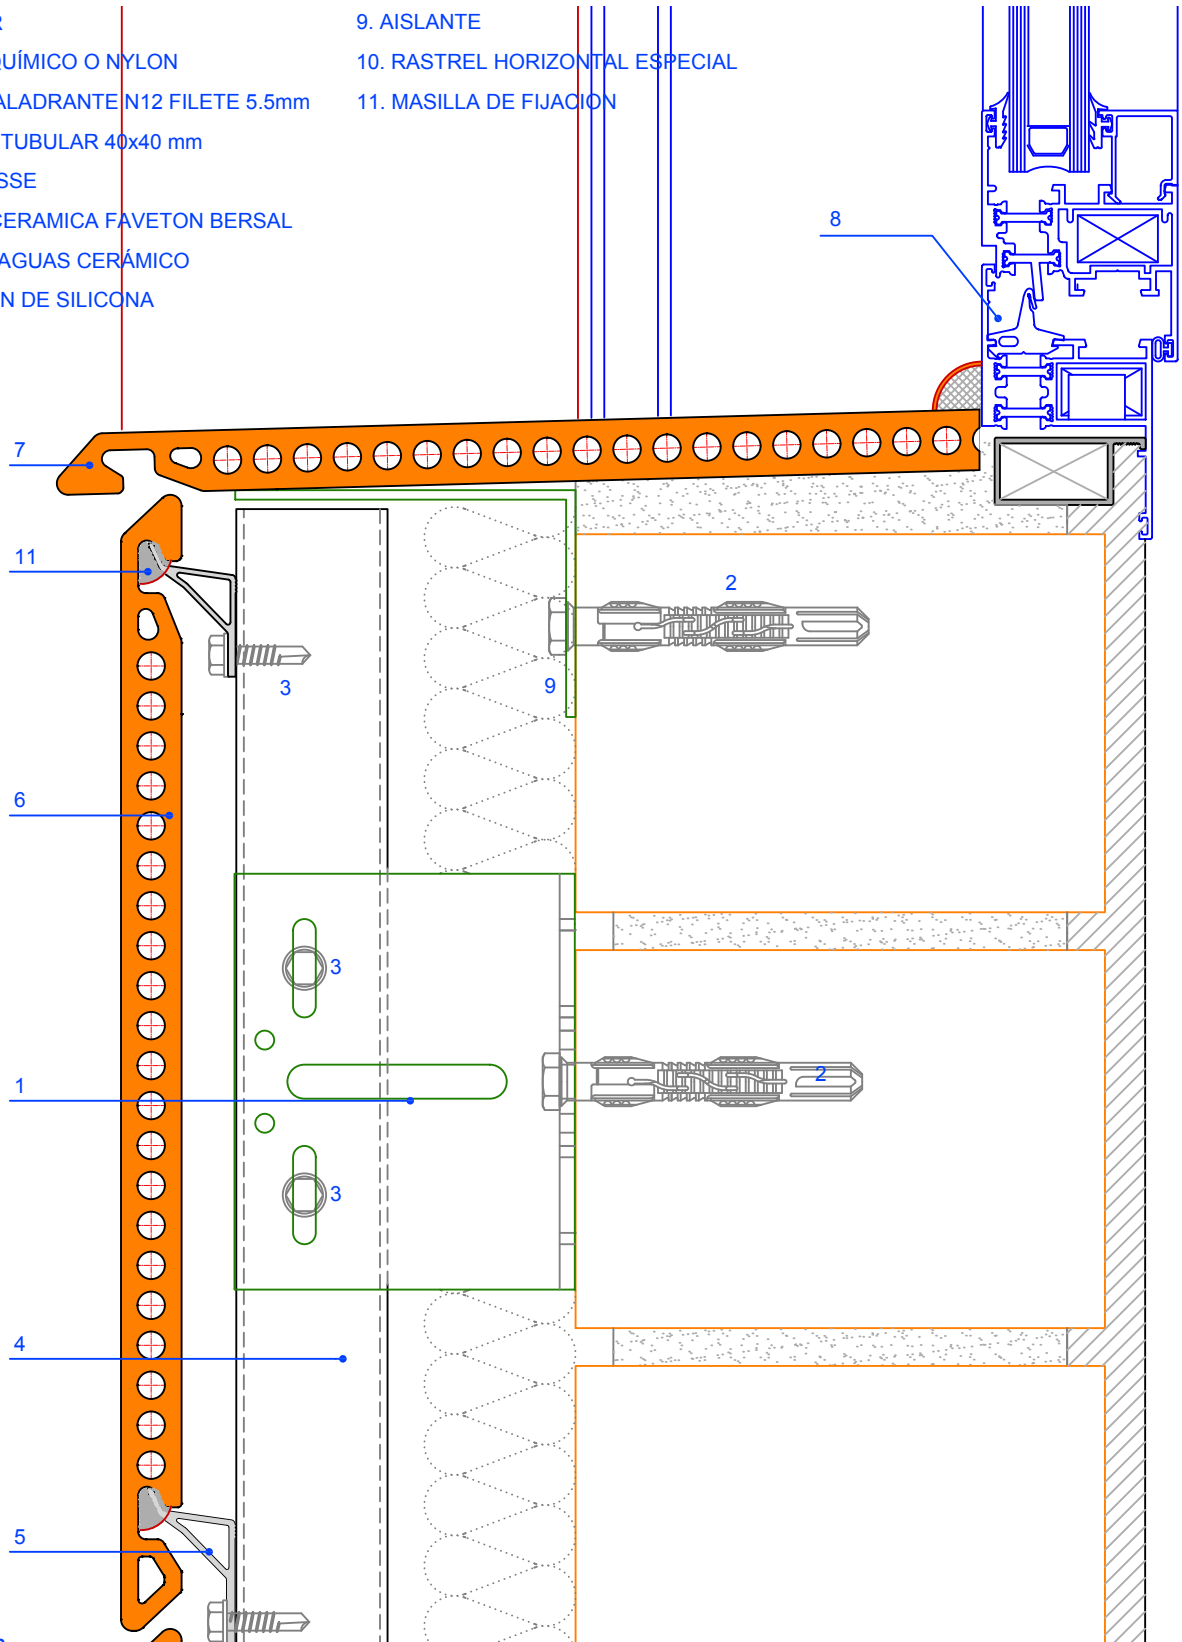 R
9. AISLANTE
UÍMICO O NYLON
10. RASTREL HORIZONTAL ESPECIAL
ALADRANTE N12 FILETE 5.5mm
11. MASILLA DE FIJACION
TUBULAR 40x40 mm
SSE
CERAMICA FAVETON BERSAL
AGUAS CERÁMICO
N DE SILICONA
8
7
11
2
3
9
6
3
1
2
3
4
5